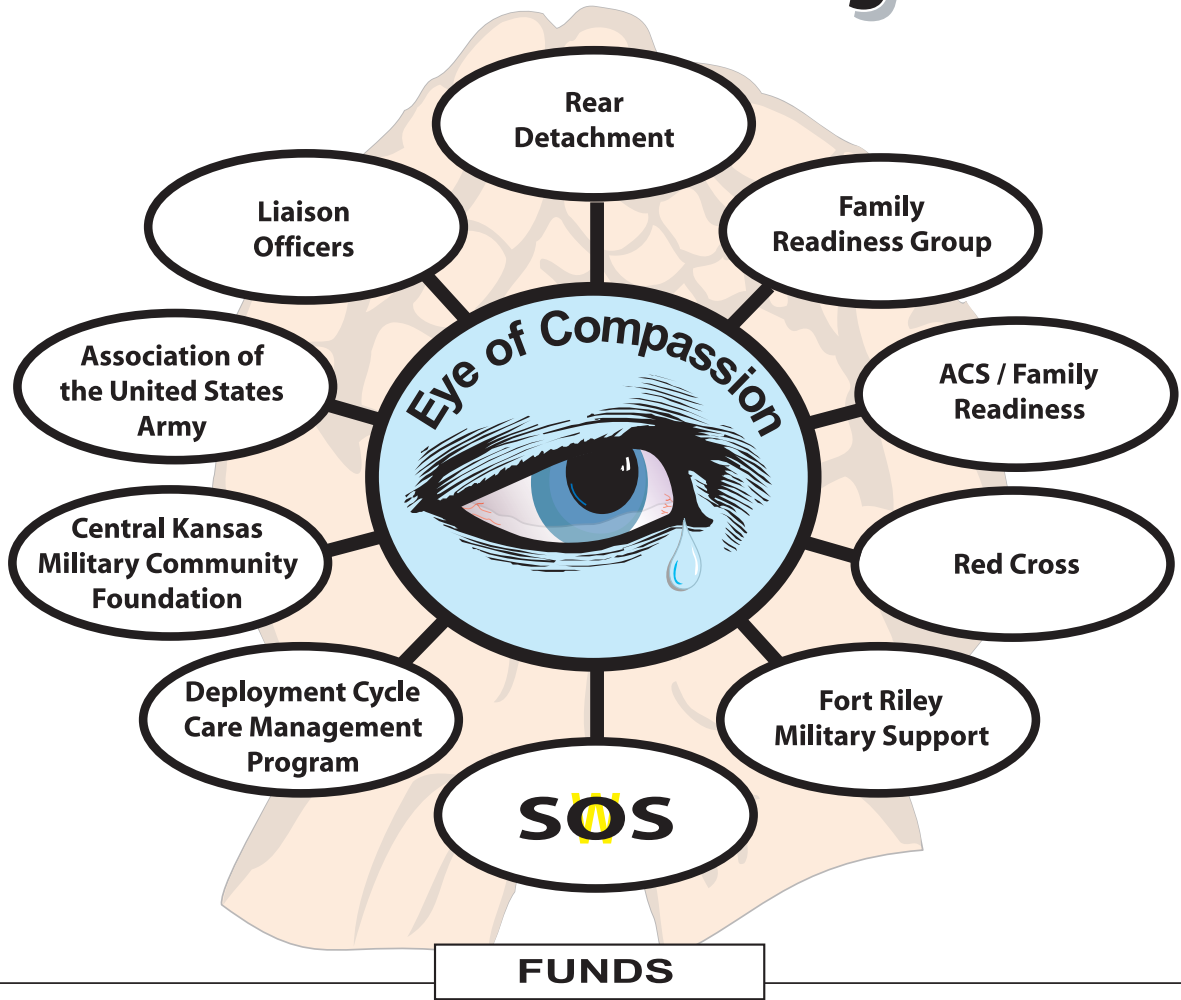 Rear
Detachment
Family
Readiness Group
ACS / Family
Readiness
Red Cross
Fort Riley
Military Support
SOS
W
Deployment Cycle
Care Management
Program
Central Kansas
Military Community
Foundation
Association of
the United States
Army
Liaison
Officers
Eye of Compassion
FUNDS